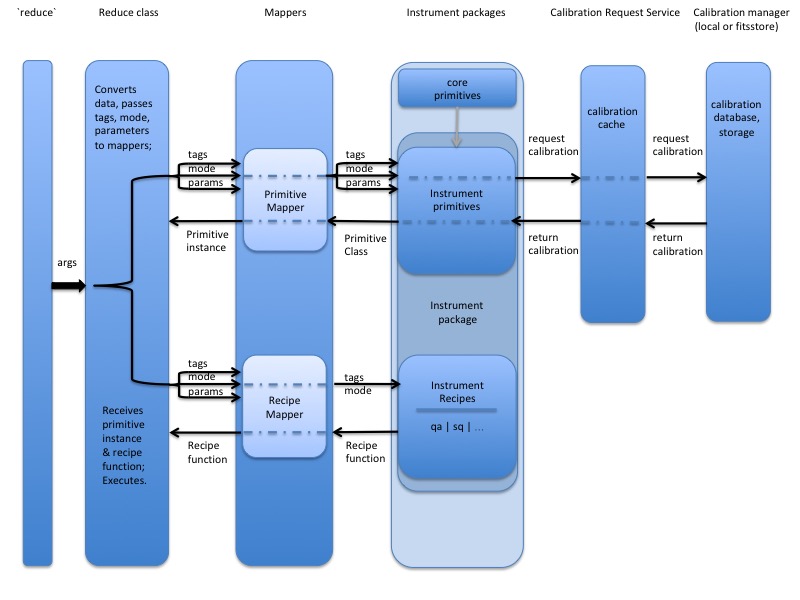 `reduce`
Reduce class
Mappers
Instrument packages
Calibration Request Service
Calibration manager
(local or fitsstore)
Converts
data, passes
tags, mode,
parameters
to mappers;
core
primitives
calibration
cache
calibration
database,
storage
tags
mode
params
tags
mode
params
request
calibration
request
calibration
Primitive
Mapper
Instrument
primitives
Primitive
instance
Primitive
Class
return
calibration
return
calibration
args
Instrument
package
tags
mode
params
tags
mode
Recipe
Mapper
Instrument
Recipes
qa | sq | ...
Receives
primitive
instance
& recipe
function;
Executes.
Recipe
function
Recipe
function